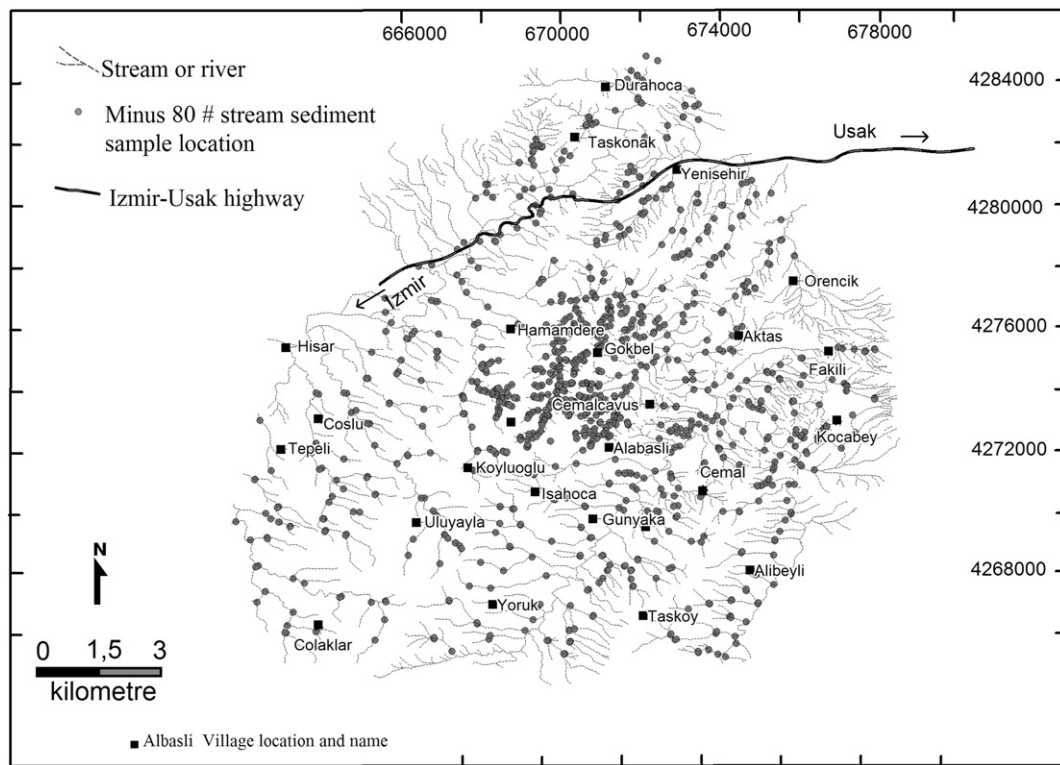 666000 670000 674000 678000
Stream or river
Minus 80 # stream sediment
sample location
Izmir-Usak highway
4284000
4280000
4276000
4272000
4268000
Usak
Izmir
Durahoca
Taskonak
Yenisehir
Orencik
Hamamdere
Gokbel
Aktas
Hisar
Fakili
Cemalcavus
Coslu
Kocabey
Tepeli
Alabasli
Koyluoglu
Cemal
Isahoca
Uluyayla
Gunyaka
Alibeyli
Yoruk
Taskoy
Colaklar
N
0 1,5 3
kilometre
Albasli Village location and name